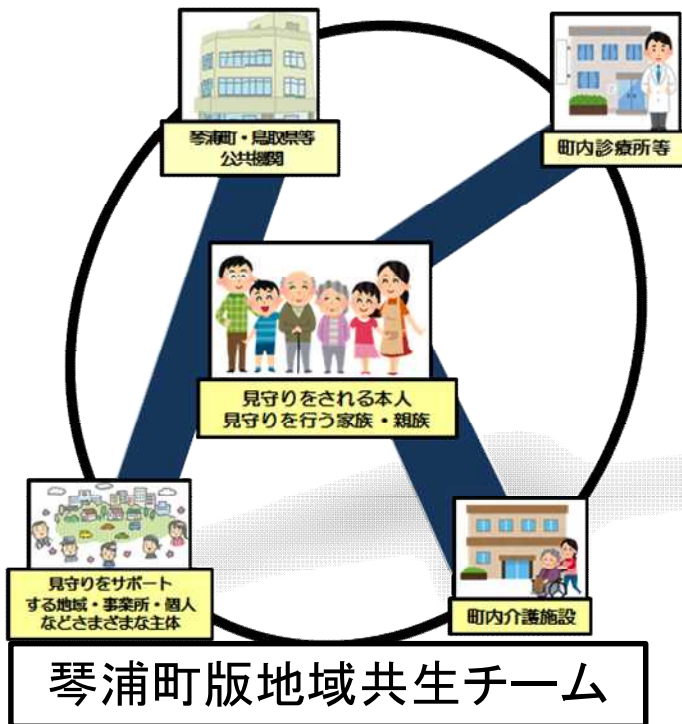 琴浦町・鳥取県等
公共機関
町内診療所等
見守りをされる本人
見守りを行う家族・親族
見守りをサポート
する地域・事業所・個人
などさまざまな主体
町内介護施設
琴浦町版地域共生チーム